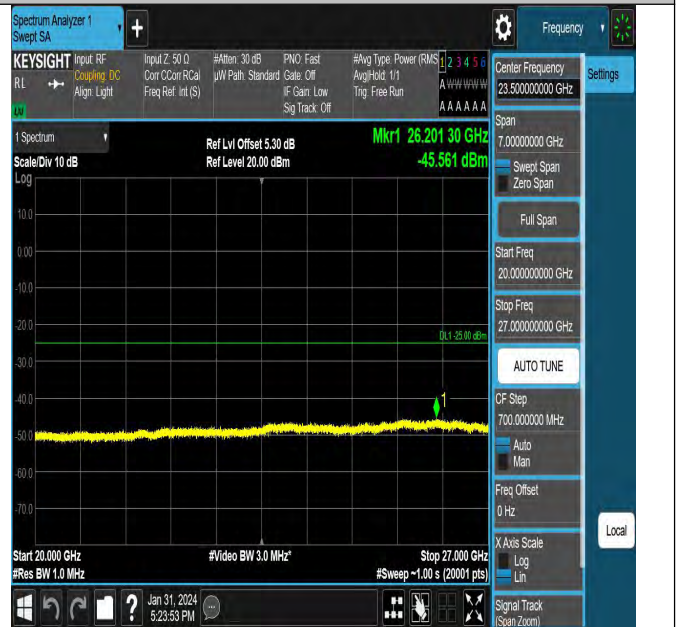 Spectrum Analyzer 1
Swept SA
+
Frequency
KEYSIGHT
RL
LXI
Input: RF
Coupling: DC
Align: Light
Input Z: 50 Ω
Corr CCorr RCal
Freq Ref: Int (S)
#Atten: 30 dB
µW Path: Standard
PNO: Fast
Gate: Off
IF Gain: Low
Sig Track: Off
#Avg Type: Power (RMS
Avg|Hold: 1/1
Trig: Free Run
1 2 3 4 5 6
A W W W W W
A A A A A A
1 Spectrum
Scale/Div 10 dB
Log
Ref Lvl Offset 5.30 dB
Ref Level 20.00 dBm
Mkr1 26.201 30 GHz
-45.561 dBm
10.0
0.00
-10.0
-20.0
DL1 -25.00 dBm
-30.0
-40.0
1
-50.0
-60.0
-70.0
Start 20.000 GHz
#Res BW 1.0 MHz
#Video BW 3.0 MHz*
Stop 27.000 GHz
#Sweep ~1.00 s (20001 pts)
Center Frequency
23.500000000 GHz
Settings
Span
7.00000000 GHz
Swept Span
Zero Span
Full Span
Start Freq
20.000000000 GHz
Stop Freq
27.000000000 GHz
AUTO TUNE
CF Step
700.000000 MHz
Auto
Man
Freq Offset
0 Hz
X Axis Scale
Log
Lin
Local
Signal Track
(Span Zoom)
?
Jan 31, 2024
5:23:53 PM